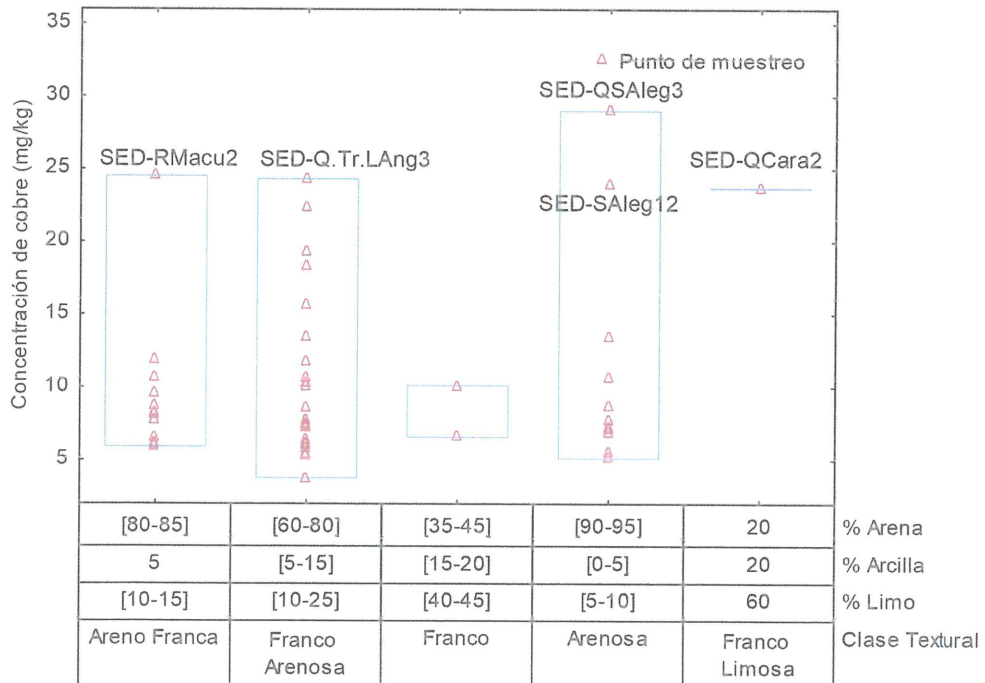 35
30
25
20
15
10
5
Concentración de cobre (mg/kg)
Punto de muestreo
SED-QSAleg3
SED-RMacu2
SED-Q.Tr.LAng3
SED-QCara2
SED-SAleg12
[80-85] [60-80] [35-45] [90-95] 20 % Arena
5 [5-15] [15-20] [0-5] 20 % Arcilla
[10-15] [10-25] [40-45] [5-10] 60 % Limo
Areno Franca Franco Arenosa Franco Arenosa Franco Limosa Clase Textural